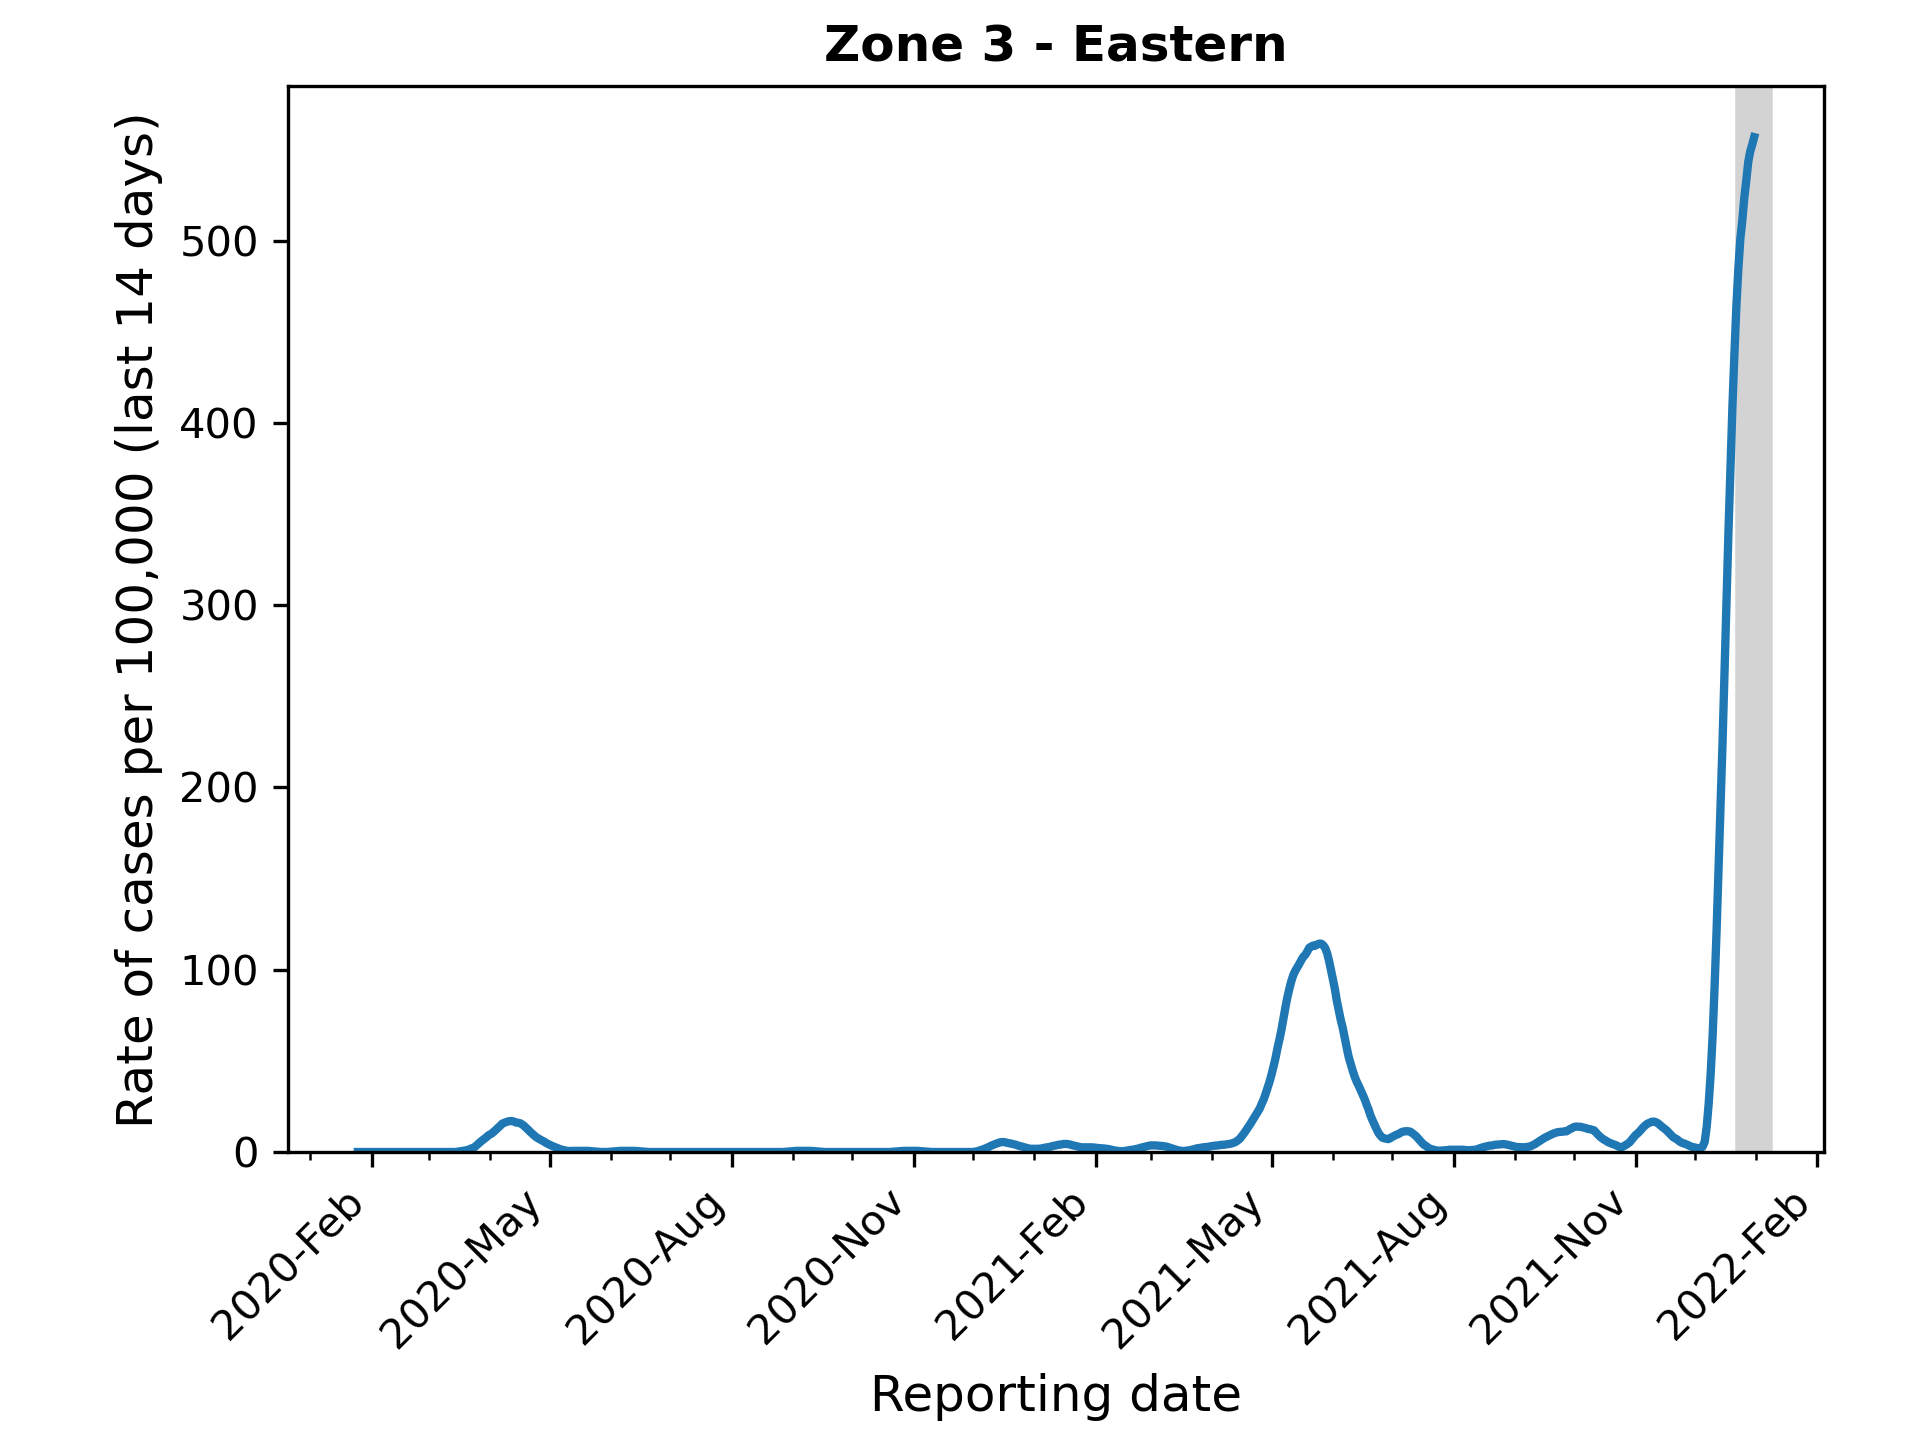 Zone 3 - Eastern
Rate of cases per 100,000 (last 14 days)
500
400
300
200
100
0
2020-Feb
2020-May
2020-Aug
2020-Nov
2021-Feb
2021-May
2021-Aug
2021-Nov
2022-Feb
Reporting date